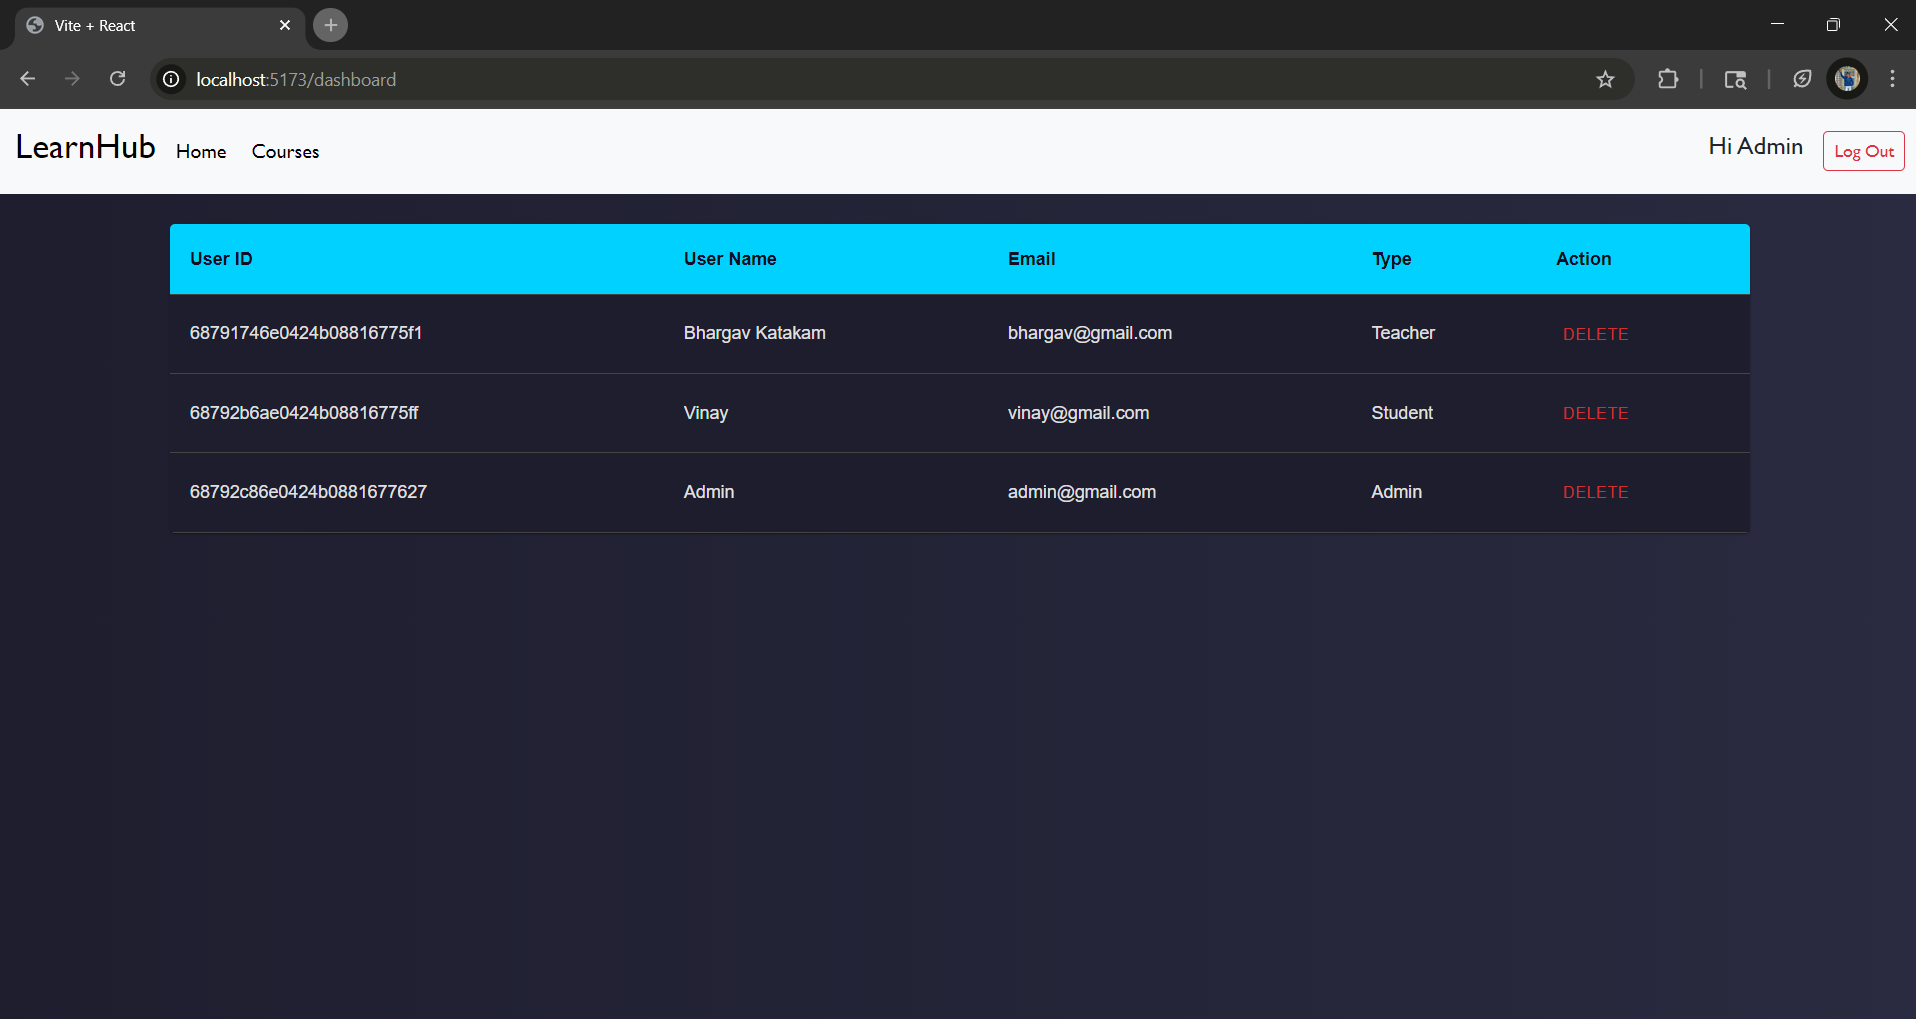 Vite + React
localhost:5173/dashboard
LearnHub Home Courses Hi Admin Log Out
User ID User Name Email Type Action
68791746e0424b08816775f1 Bhargav Katakam bhargav@gmail.com Teacher DELETE
68792b6ae0424b08816775ff Vinay vinay@gmail.com Student DELETE
68792c86e0424b0881677627 Admin admin@gmail.com Admin DELETE